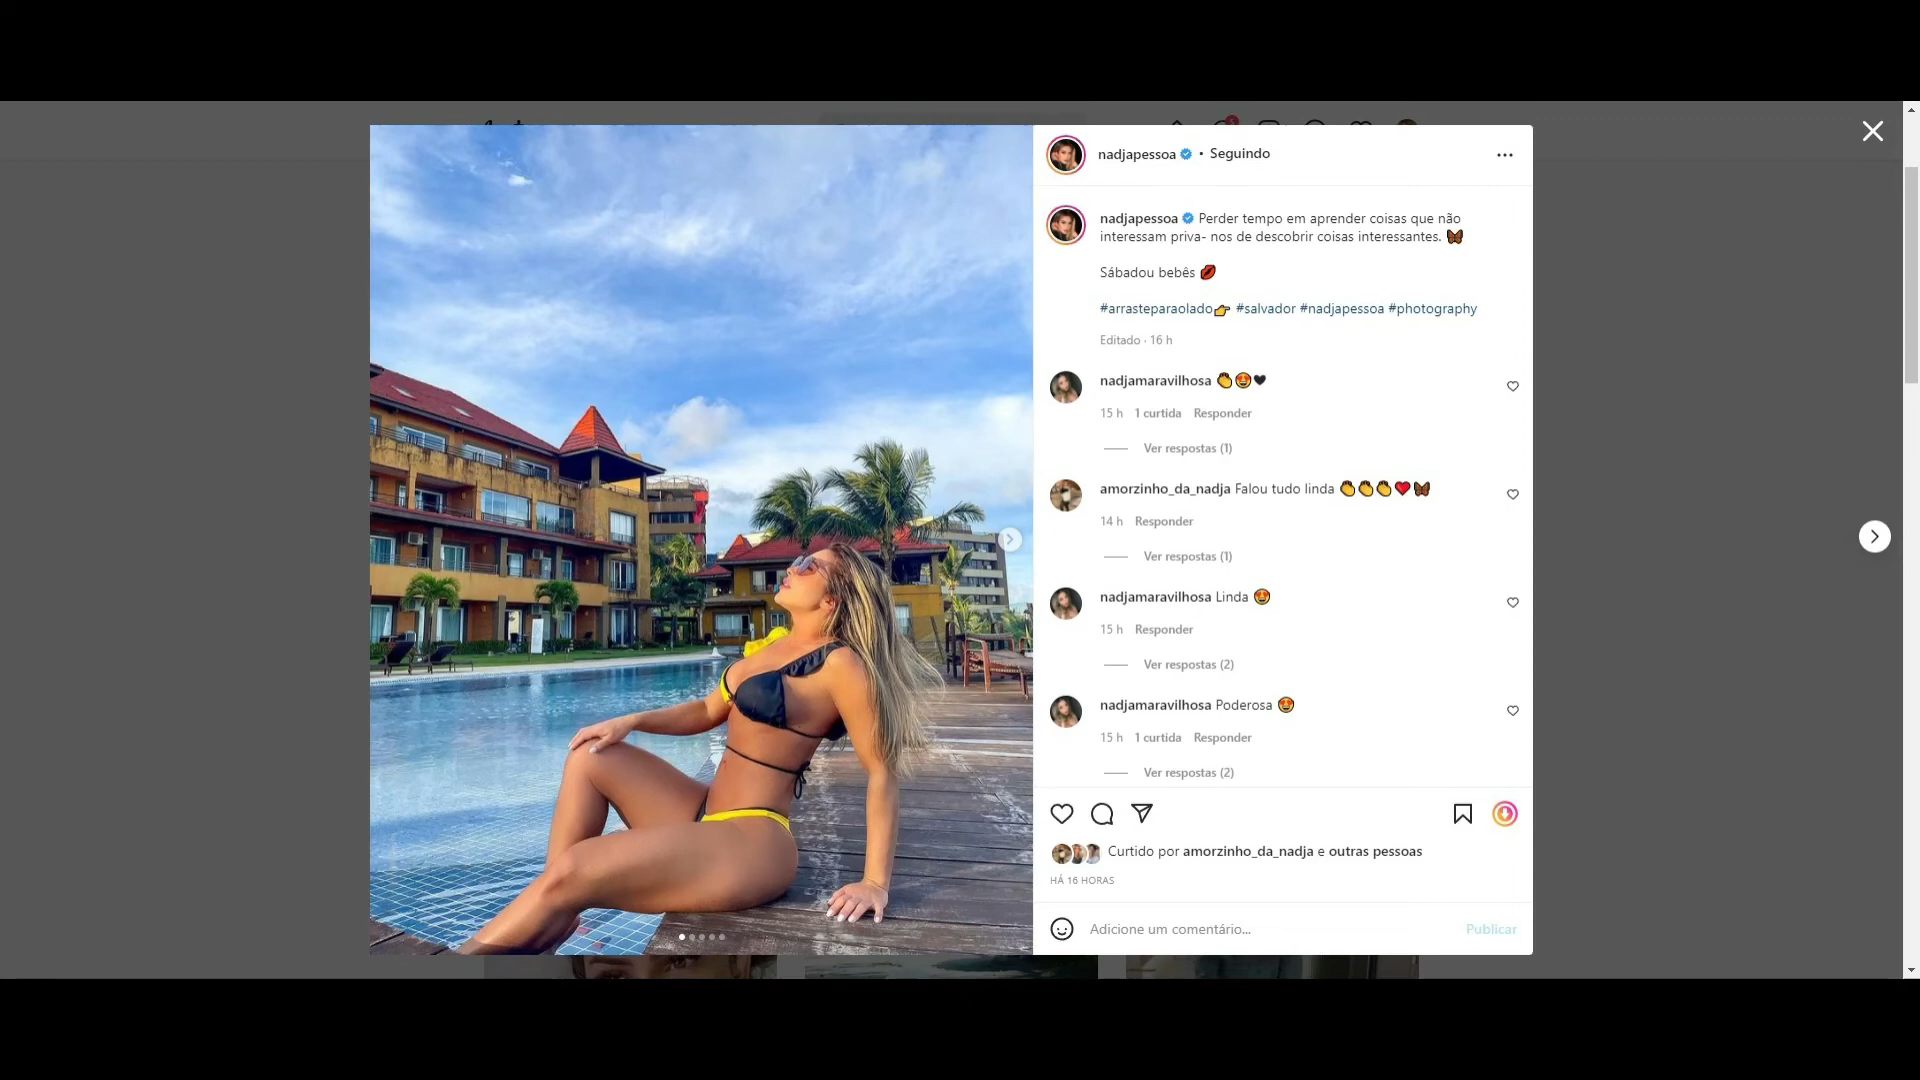 nadjapessoa • Seguindo
nadjapessoa Perder tempo em aprender coisas que não
interessam priva- nos de descobrir coisas interessantes. 🦋
Sábadou bebês 💋
#arrasteparaolado👉 #salvador #nadjapessoa #photography
Editado · 16 h
nadjamaravilhosa 👏😍🖤
15 h 1 curtida Responder
Ver respostas (1)
amorzinho_da_nadja Falou tudo linda 👏👏👏❤️🦋
14 h Responder
Ver respostas (1)
nadjamaravilhosa Linda 😍
15 h Responder
Ver respostas (2)
nadjamaravilhosa Poderosa 😍
15 h 1 curtida Responder
Ver respostas (2)
Curtido por amorzinho_da_nadja e outras pessoas
HÁ 16 HORAS
Adicione um comentário...
Publicar